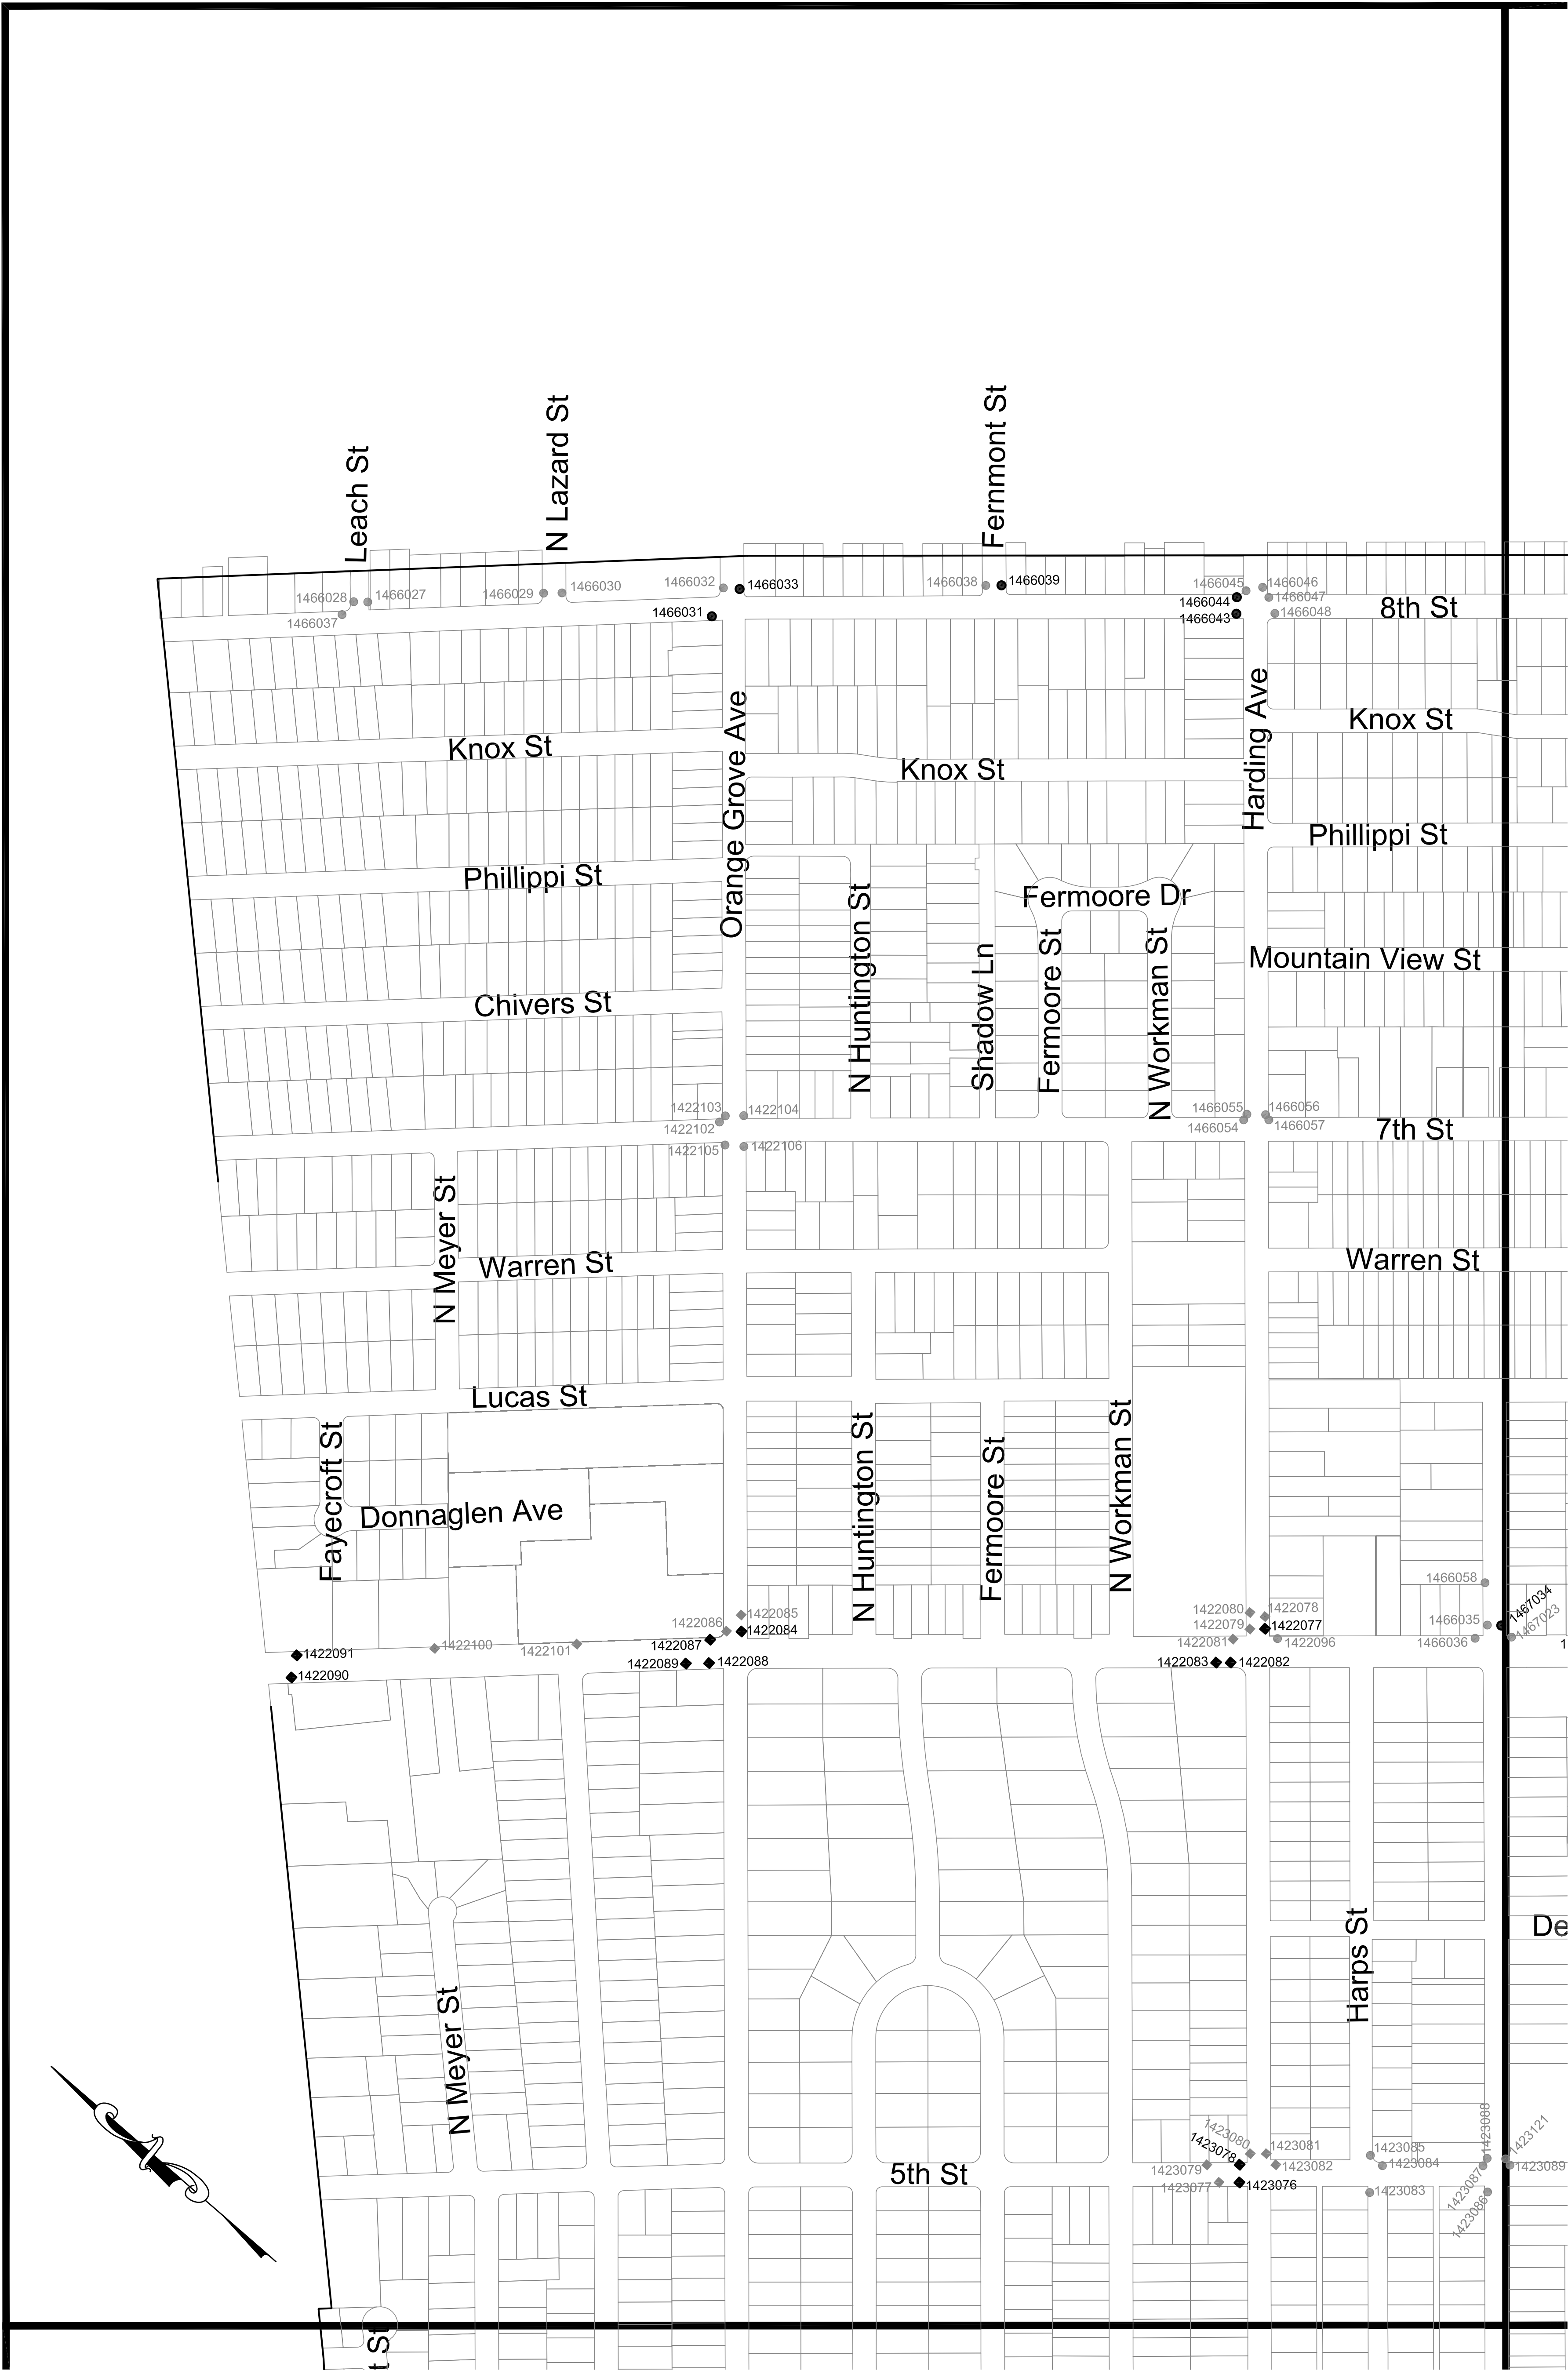 Leach St
N Lazard St
Fernmont St
1466028
1466027
1466037
1466029
1466030
1466032
1466033
1466031
1466038
1466039
1466045
1466046
1466047
1466044
1466043
1466048
8th St
Orange Grove Ave
Harding Ave
Knox St
Knox St
Knox St
Phillippi St
Phillippi St
Fermoore Dr
N Huntington St
Shadow Ln
Fermoore St
N Workman St
Mountain View St
Chivers St
1422103
1422104
1422102
1422105
1422106
1466055
1466056
1466054
1466057
7th St
N Meyer St
Warren St
Warren St
Lucas St
Fayecroft St
Donnaglen Ave
N Huntington St
Fermoore St
N Workman St
1466058
1466035
1466036
1467034
1467023
1422085
1422086
1422084
1422087
1422080
1422078
1422079
1422077
1422081
1422096
1422091
1422100
1422101
1422090
1422089
1422088
1422083
1422082
1
De
Harps St
N Meyer St
5th St
1423080
1423078
1423081
1423079
1423082
1423077
1423076
1423085
1423084
1423083
1423088
1423087
1423086
1423121
1423089
t St